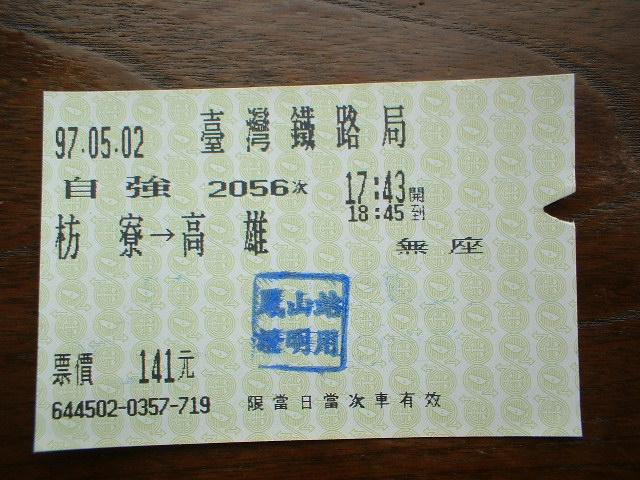 97.05.02 臺灣鐵路局
自強 2056次 17:43開
18:45到
枋寮→高雄 無座
鳳山站
證明用
票價 141元
644502-0357-719 限當日當次車有效